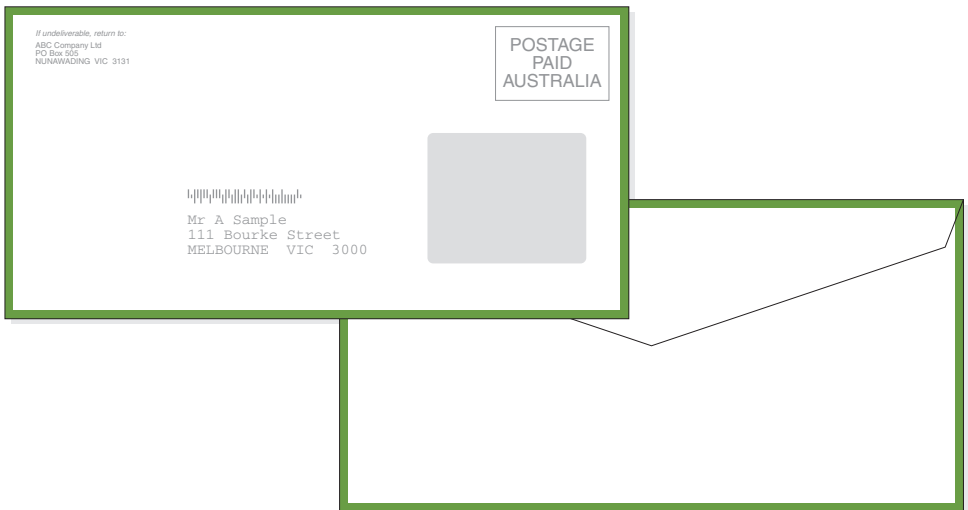 If undeliverable, return to:
ABC Company Ltd
PO Box 505
NUNAWADING VIC 3131
POSTAGE
PAID
AUSTRALIA
Mr A Sample
111 Bourke Street
MELBOURNE VIC 3000